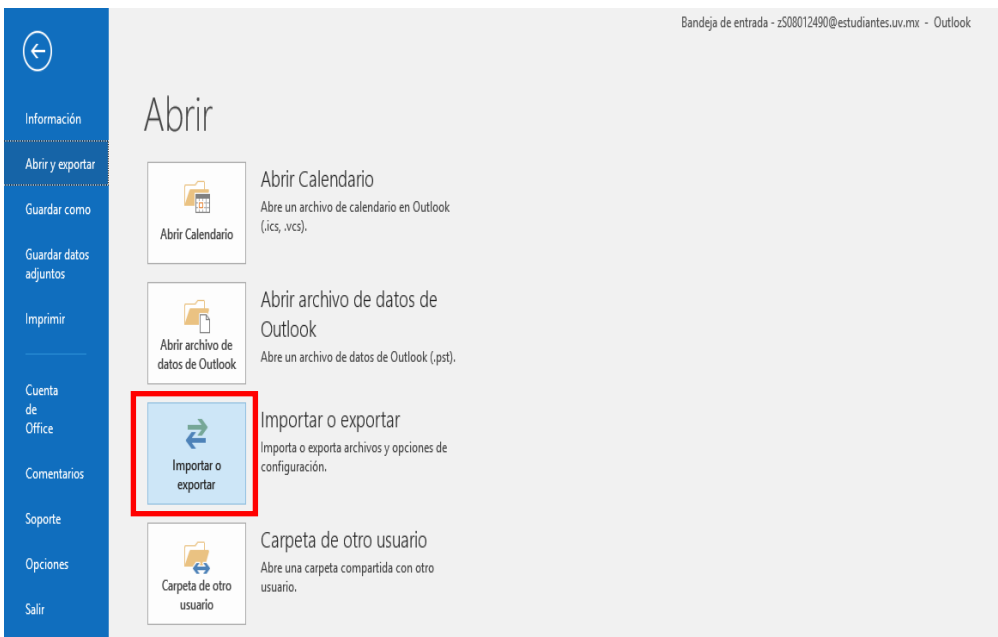 Bandeja de entrada - zS08012490@estudiantes.uv.mx - Outlook
Información
Abrir y exportar
Guardar como
Guardar datos
adjuntos
Imprimir
Cuenta
de
Office
Comentarios
Soporte
Opciones
Salir
Abrir
Abrir Calendario
Abrir Calendario
Abre un archivo de calendario en Outlook
(.ics, .vcs).
Abrir archivo de
datos de Outlook
Abrir archivo de datos de
Outlook
Abre un archivo de datos de Outlook (.pst).
Importar o
exportar
Importar o exportar
Importa o exporta archivos y opciones de
configuración.
Carpeta de otro
usuario
Carpeta de otro usuario
Abre una carpeta compartida con otro
usuario.